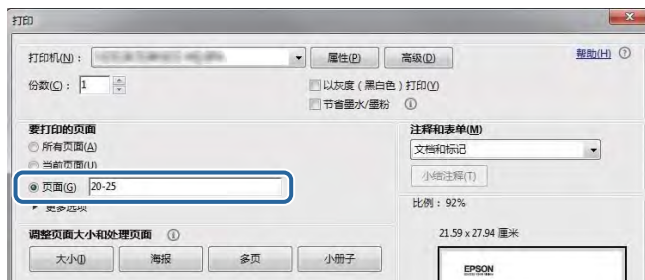 打印
打印机(N)：
属性(P)
高级(D)
帮助(H)
份数(C)：1
以灰度（黑白色）打印(Y)
节省墨水/墨粉
要打印的页面
所有页面(A)
当前页面(U)
页面(G) 20-25
更多选项
注释和表单(M)
文档和标记
小结注释(T)
比例：92%
调整页面大小和处理页面
大小(I)
海报
多页
小册子
21.59 x 27.94 厘米
EPSON